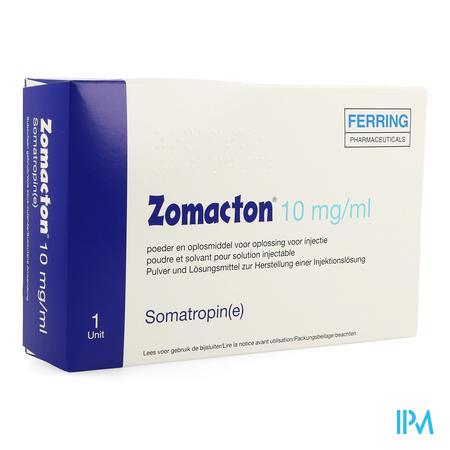 FERRING
PHARMACEUTICALS
Zomacton® 10 mg/ml
poeder en oplosmiddel voor oplossing voor injectie
poudre et solvant pour solution injectable
Pulver und Lösungsmittel zur Herstellung einer Injektionslösung
Somatropin(e)
Lees voor gebruik de bijsluiter/Lire la notice avant utilisation/Packungsbeilage beachten.
Zomacton® 10 mg/ml
Somatropin(e)
1
Unit
IPM